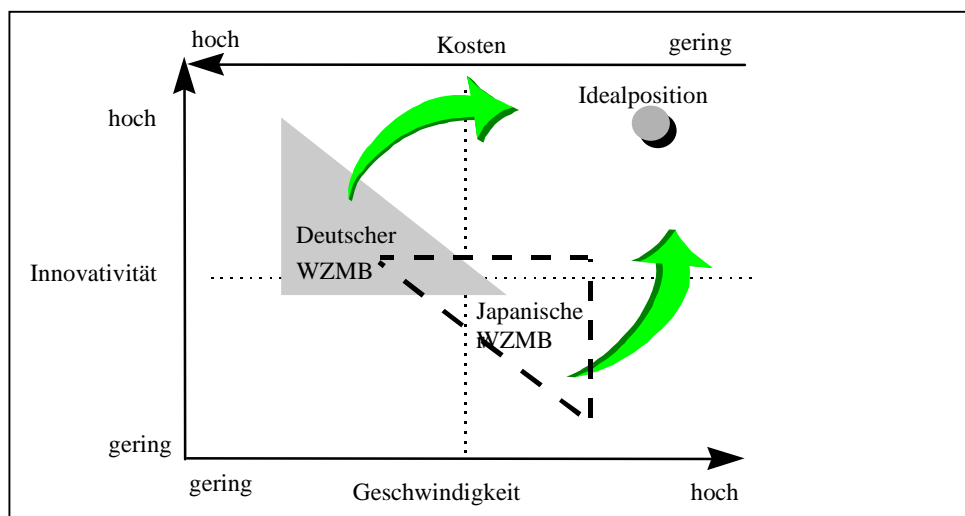 hoch
Kosten
gering
Idealposition
hoch
Deutscher
WZMB
Innovativität
Japanische
WZMB
gering
gering
Geschwindigkeit
hoch